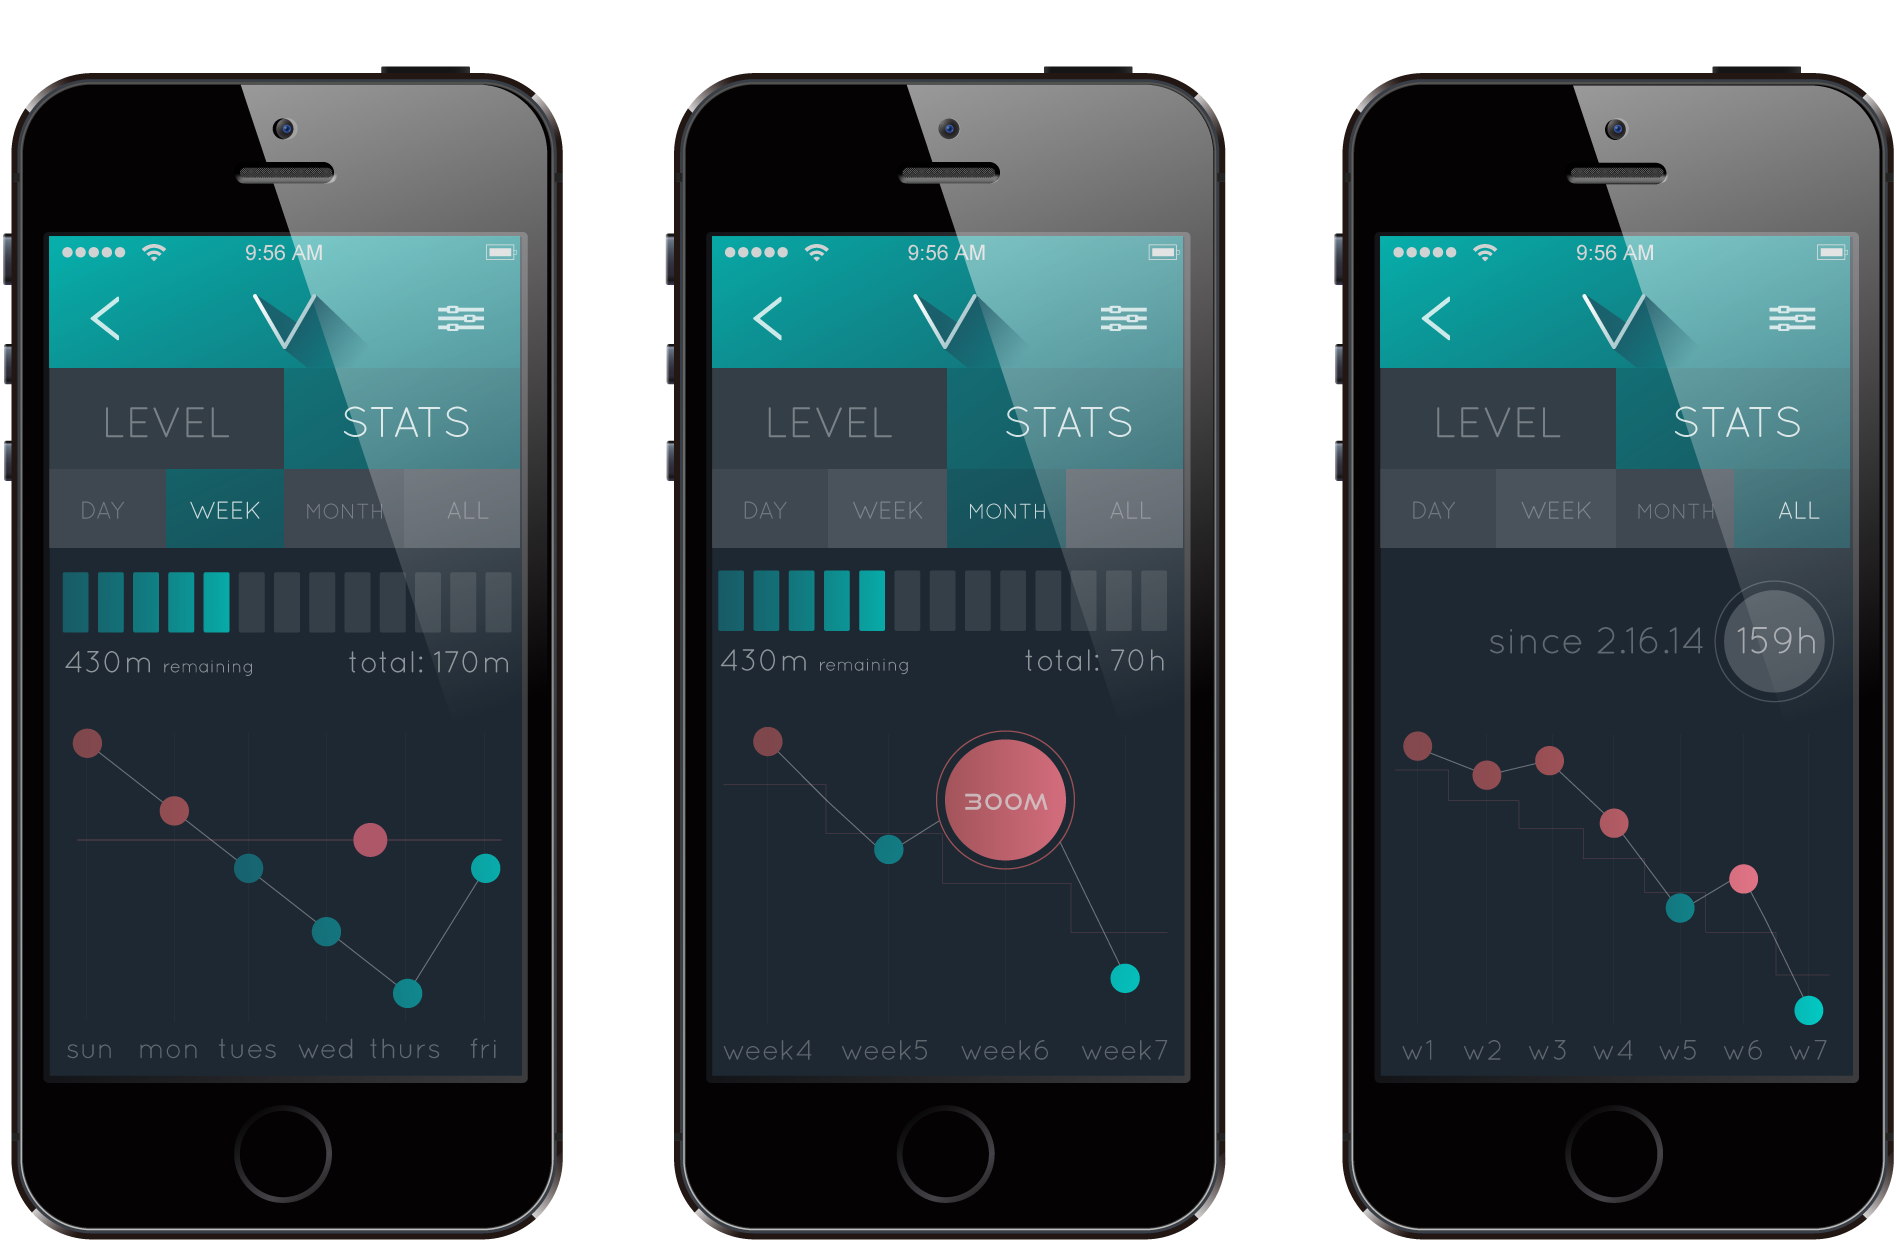 9:56 AM
LEVEL STATS
DAY WEEK MONTH ALL
430m remaining total: 170m
sun mon tues wed thurs fri
9:56 AM
LEVEL STATS
DAY WEEK MONTH ALL
430m remaining total: 70h
300M
week4 week5 week6 week7
9:56 AM
LEVEL STATS
DAY WEEK MONTH ALL
since 2.16.14 159h
w1 w2 w3 w4 w5 w6 w7